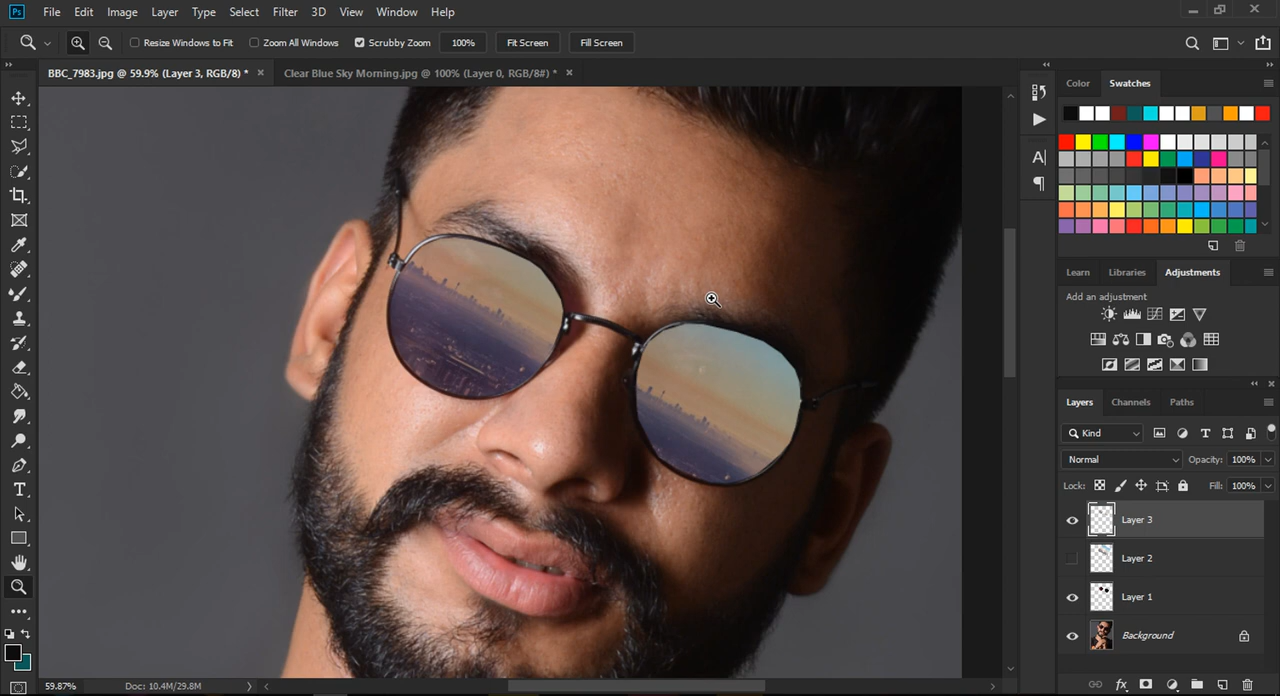 Ps File Edit Image Layer Type Select Filter 3D View Window Help
Resize Windows to Fit Zoom All Windows Scrubby Zoom 100% Fit Screen Fill Screen
BBC_7983.jpg @ 59.9% (Layer 3, RGB/8) * × Clear Blue Sky Morning.jpg @ 100% (Layer 0, RGB/8#) * ×
Color Swatches
Learn Libraries Adjustments
Add an adjustment
Layers Channels Paths
Kind
Normal Opacity: 100%
Lock: Fill: 100%
Layer 3
Layer 2
Layer 1
Background
59.87% Doc: 10.4M/29.8M